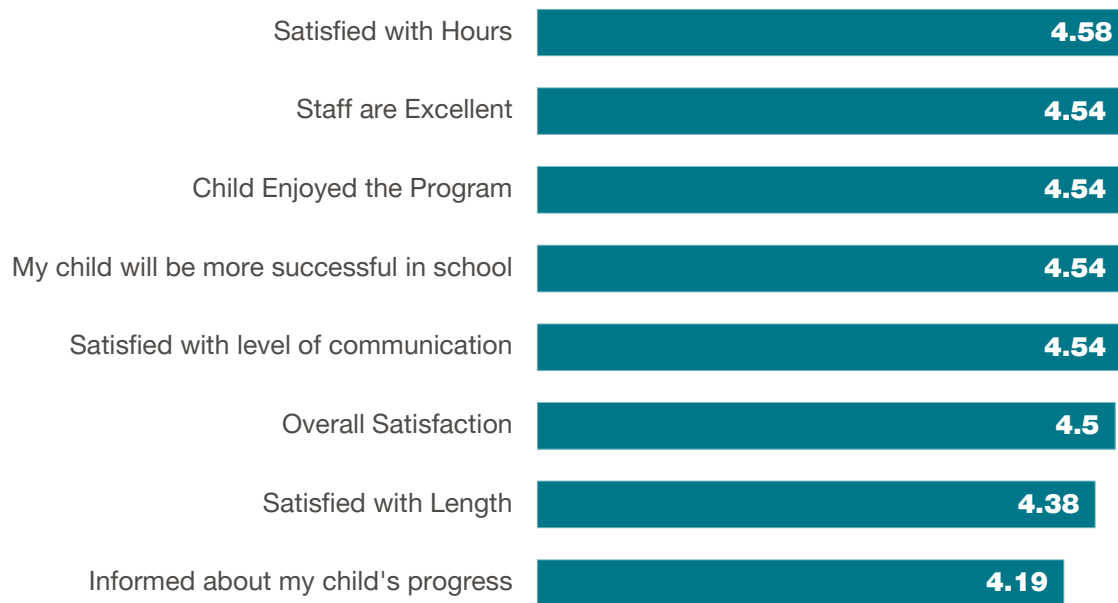 Satisfied with Hours 4.58
Staff are Excellent 4.54
Child Enjoyed the Program 4.54
My child will be more successful in school 4.54
Satisfied with level of communication 4.54
Overall Satisfaction 4.5
Satisfied with Length 4.38
Informed about my child's progress 4.19